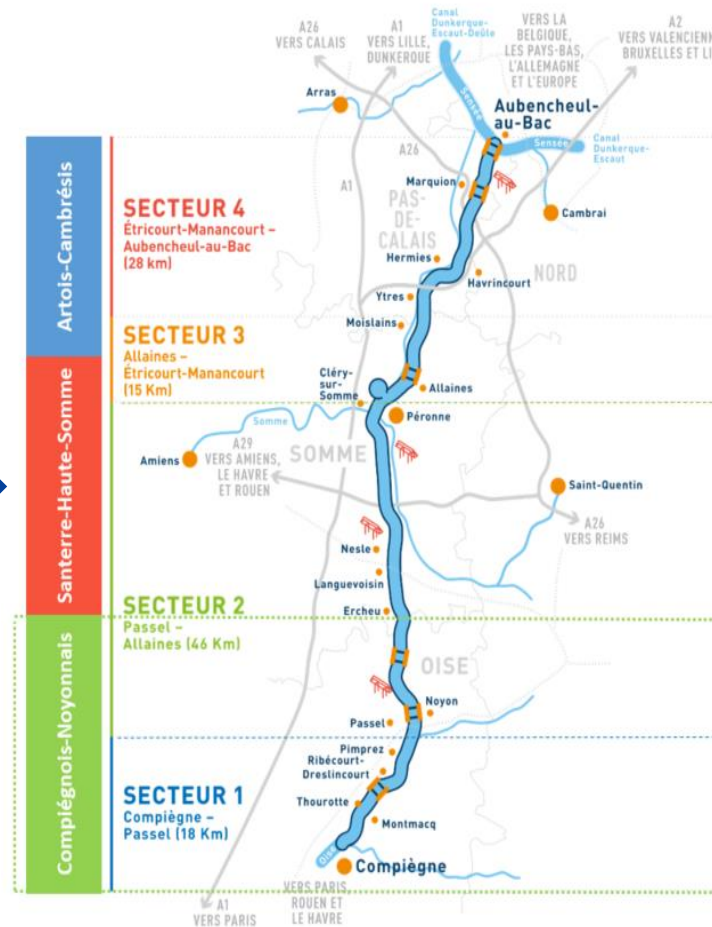 Canal
Dunkerque-
Escaut-Deûle
A26
VERS CALAIS
A1
VERS LILLE,
DUNKERQUE
VERS LA
BELGIQUE,
LES PAYS-BAS,
L'ALLEMAGNE
ET L'EUROPE
A2
VERS VALENCIENN
BRUXELLES ET LI
Arras
Sensée
Aubencheul-
au-Bac
Sensée
Canal
Dunkerque-
Escaut
A26
A1
Marquion
Cambrai
PAS-
DE-
CALAIS
Artois-Cambrésis
SECTEUR 4
Étricourt-Manancourt –
Aubencheul-au-Bac
(28 km)
Hermies
NORD
Havrincourt
Ytres
Moislains
SECTEUR 3
Allaines –
Étricourt-Manancourt
(15 Km)
Cléry-
sur-
Somme
Allaines
Péronne
Somme
SOMME
Amiens
A29
VERS AMIENS,
LE HAVRE
ET ROUEN
Saint-Quentin
A26
VERS REIMS
Santerre-Haute-Somme
Nesle
Languevoisin
Ercheu
SECTEUR 2
Passel –
Allaines (46 Km)
OISE
Noyon
Passel
Compiégnois-Noyonnais
Pimprez
Ribécourt-
Dreslincourt
SECTEUR 1
Compiègne –
Passel (18 Km)
Thourotte
Montmacq
Oise
Compiègne
A1
VERS PARIS
VERS PARIS,
ROUEN ET
LE HAVRE